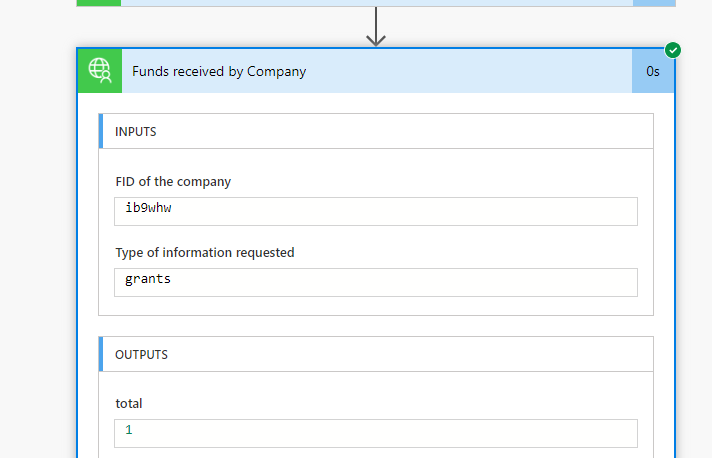 Funds received by Company
0s
INPUTS
FID of the company
ib9whw
Type of information requested
grants
OUTPUTS
total
1